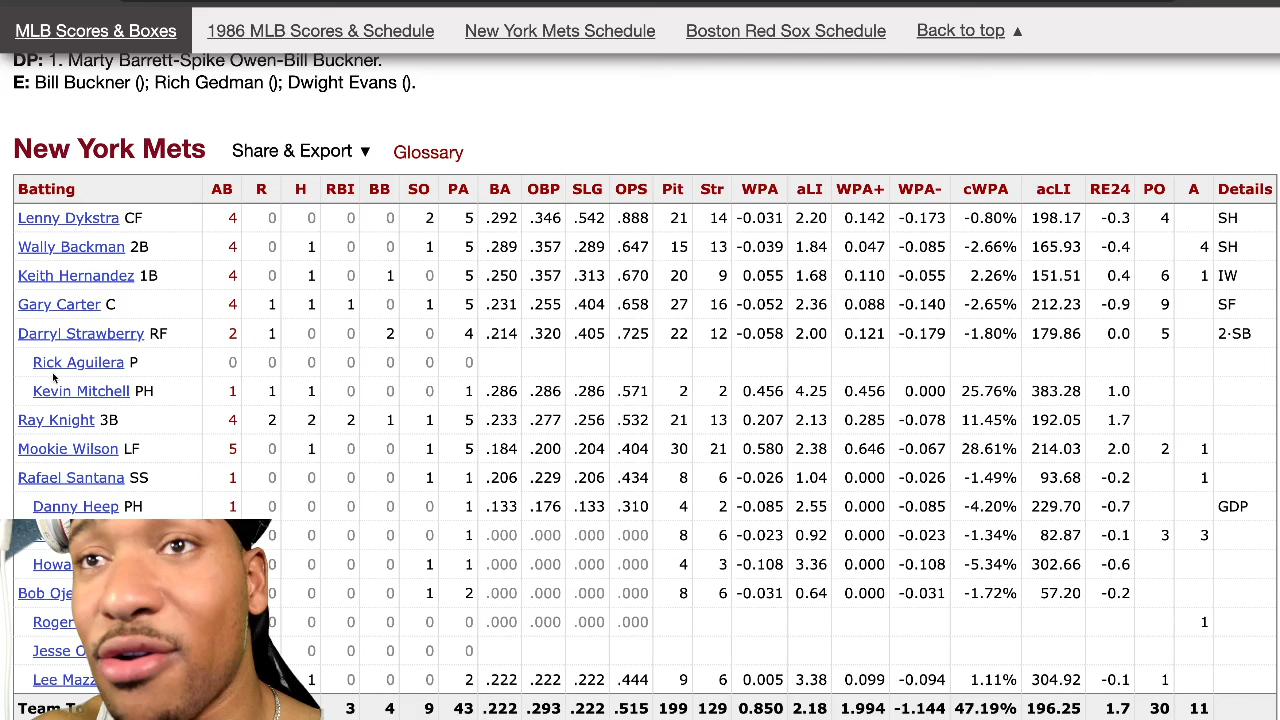 MLB Scores & Boxes 1986 MLB Scores & Schedule New York Mets Schedule Boston Red Sox Schedule Back to top ▲
DP: 1. Marty Barrett-Spike Owen-Bill Buckner.
E: Bill Buckner (); Rich Gedman (); Dwight Evans ().
New York Mets Share & Export ▼ Glossary
Batting AB R H RBI BB SO PA BA OBP SLG OPS Pit Str WPA aLI WPA+ WPA- cWPA acLI RE24 PO A Details
Lenny Dykstra CF 4 0 0 0 0 2 5 .292 .346 .542 .888 21 14 -0.031 2.20 0.142 -0.173 -0.80% 198.17 -0.3 4 SH
Wally Backman 2B 4 0 1 0 0 1 5 .289 .357 .289 .647 15 13 -0.039 1.84 0.047 -0.085 -2.66% 165.93 -0.4 4 SH
Keith Hernandez 1B 4 0 1 0 1 0 5 .250 .357 .313 .670 20 9 0.055 1.68 0.110 -0.055 2.26% 151.51 0.4 6 1 IW
Gary Carter C 4 1 1 1 0 1 5 .231 .255 .404 .658 27 16 -0.052 2.36 0.088 -0.140 -2.65% 212.23 -0.9 9 SF
Darryl Strawberry RF 2 1 0 0 2 0 4 .214 .320 .405 .725 22 12 -0.058 2.00 0.121 -0.179 -1.80% 179.86 0.0 5 2·SB
Rick Aguilera P 0 0 0 0 0 0 0
Kevin Mitchell PH 1 1 1 0 0 0 1 .286 .286 .286 .571 2 2 0.456 4.25 0.456 0.000 25.76% 383.28 1.0
Ray Knight 3B 4 2 2 2 1 1 5 .233 .277 .256 .532 21 13 0.207 2.13 0.285 -0.078 11.45% 192.05 1.7
Mookie Wilson LF 5 0 1 0 0 1 5 .184 .200 .204 .404 30 21 0.580 2.38 0.646 -0.067 28.61% 214.03 2.0 2 1
Rafael Santana SS 1 0 0 0 0 1 1 .206 .229 .206 .434 8 6 -0.026 1.04 0.000 -0.026 -1.49% 93.68 -0.2 1
Danny Heep PH 1 0 0 0 0 0 1 .133 .176 .133 .310 4 2 -0.085 2.55 0.000 -0.085 -4.20% 229.70 -0.7 GDP
0 0 0 0 0 1 .000 .000 .000 .000 8 6 -0.023 0.92 0.000 -0.023 -1.34% 82.87 -0.1 3 3
Howa 0 0 0 0 1 1 .000 .000 .000 .000 4 3 -0.108 3.36 0.000 -0.108 -5.34% 302.66 -0.6
Bob Oje 0 0 0 0 1 2 .000 .000 .000 .000 8 6 -0.031 0.64 0.000 -0.031 -1.72% 57.20 -0.2
Roger 0 0 0 0 0 0 .000 .000 .000 .000 1
Jesse O 0 0 0 0 0 0
Lee Mazz 1 0 0 0 2 .222 .222 .222 .444 9 6 0.005 3.38 0.099 -0.094 1.11% 304.92 -0.1 1
Team To 3 4 9 43 .222 .293 .222 .515 199 129 0.850 2.18 1.994 -1.144 47.19% 196.25 1.7 30 11